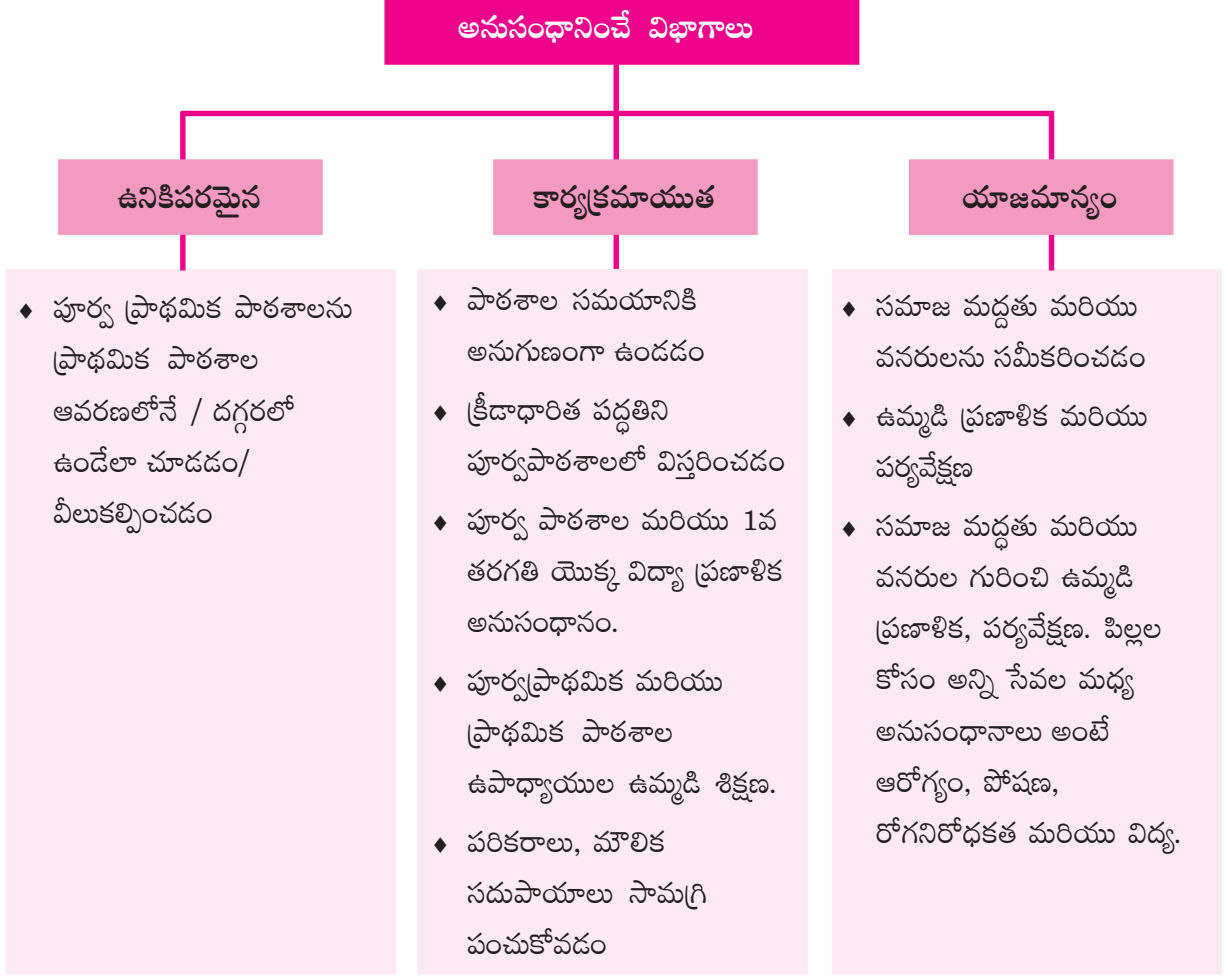 అనుసంధానించే విభాగాలు
ఉనికిపరమైన
♦ పూర్వ ప్రాథమిక పాఠశాలను
ప్రాథమిక పాఠశాల
ఆవరణలోనే / దగ్గరలో
ఉండేలా చూడడం/
వీలుకల్పించడం
కార్యక్రమాయుత
♦ పాఠశాల సమయానికి
అనుగుణంగా ఉండడం
♦ క్రీడాధారిత పద్ధతిని
పూర్వపాఠశాలలో విస్తరించడం
♦ పూర్వ పాఠశాల మరియు 1వ
తరగతి యొక్క విద్యా ప్రణాళిక
అనుసంధానం.
♦ పూర్వప్రాథమిక మరియు
ప్రాథమిక పాఠశాల
ఉపాధ్యాయుల ఉమ్మడి శిక్షణ.
♦ పరికరాలు, మౌలిక
సదుపాయాలు సామగ్రి
పంచుకోవడం
యాజమాన్యం
♦ సమాజ మద్దతు మరియు
వనరులను సమీకరించడం
♦ ఉమ్మడి ప్రణాళిక మరియు
పర్యవేక్షణ
♦ సమాజ మద్ధతు మరియు
వనరుల గురించి ఉమ్మడి
ప్రణాళిక, పర్యవేక్షణ. పిల్లల
కోసం అన్ని సేవల మధ్య
అనుసంధానాలు అంటే
ఆరోగ్యం, పోషణ,
రోగనిరోధకత మరియు విద్య.